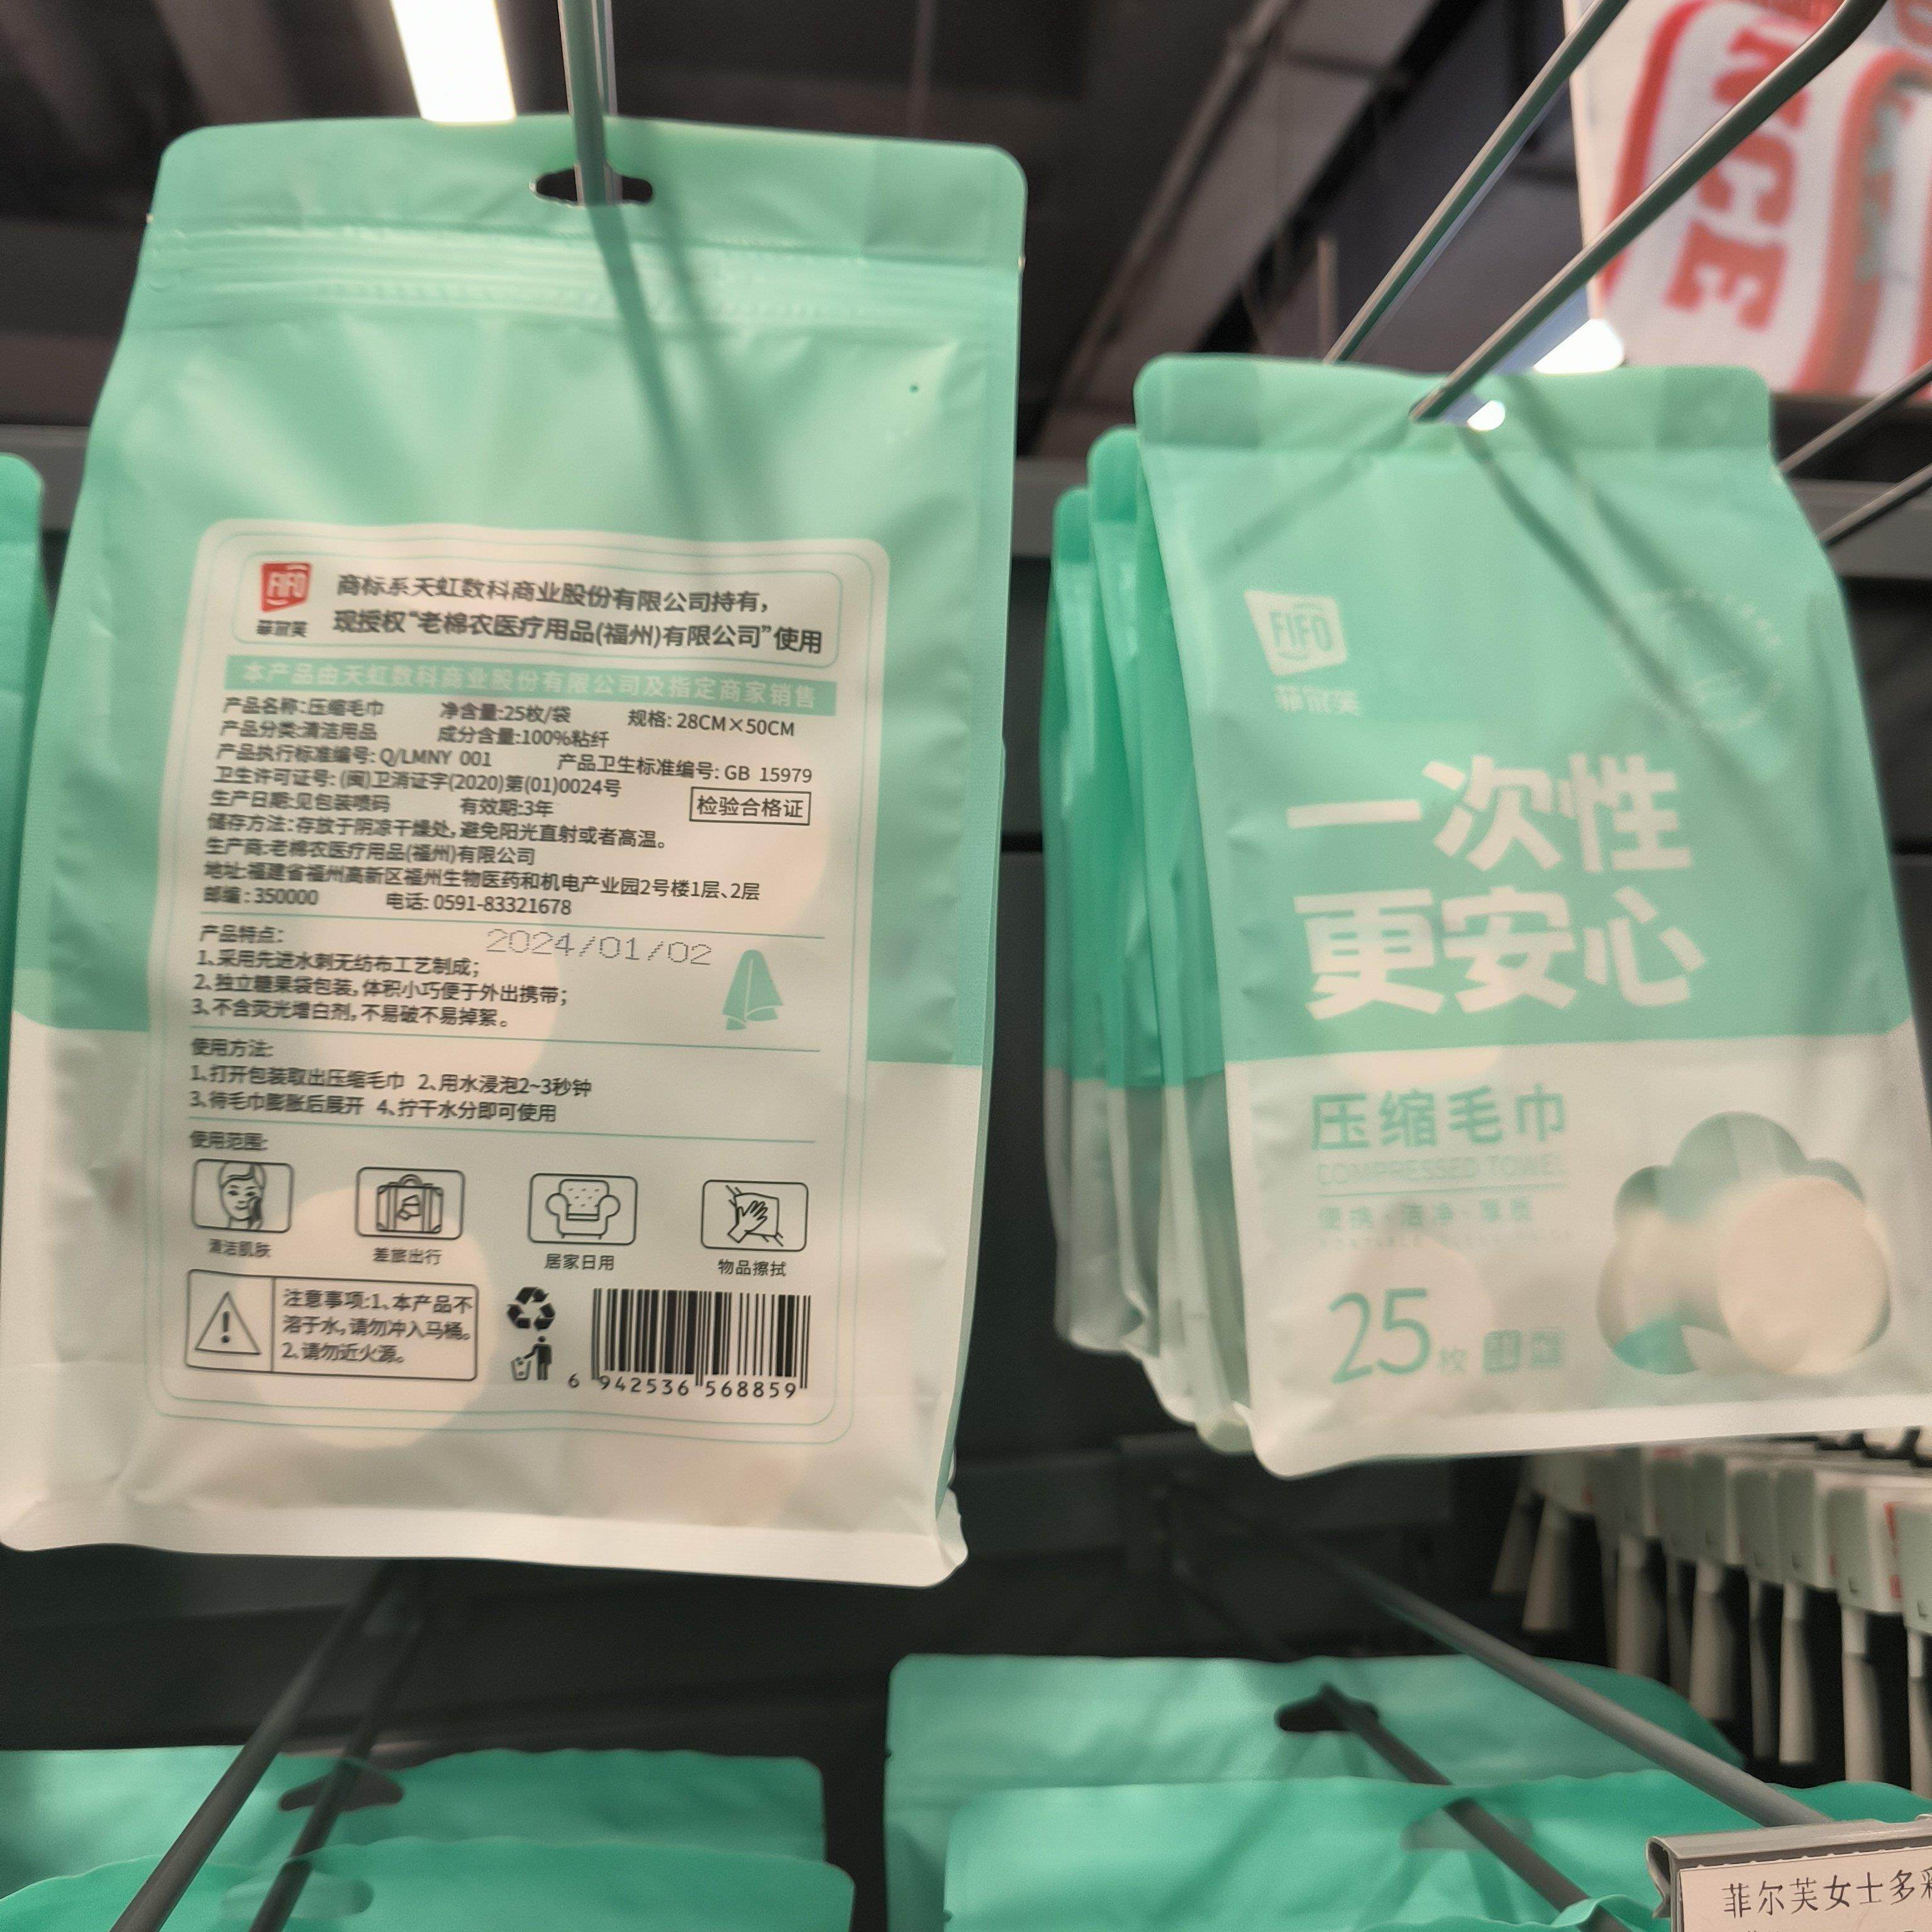 FIFO
菲尔芙
商标系天虹数科商业股份有限公司持有，
现授权“老棉农医疗用品(福州)有限公司”使用
本产品由天虹数科商业股份有限公司及指定商家销售
产品名称:压缩毛巾 净含量:25枚/袋 规格: 28CM×50CM
产品分类:清洁用品 成分含量:100%粘纤
产品执行标准编号: Q/LMNY 001 产品卫生标准编号: GB 15979
卫生许可证号: (闽)卫消证字(2020)第(01)0024号
生产日期:见包装喷码 有效期:3年
检验合格证
储存方法:存放于阴凉干燥处,避免阳光直射或者高温。
生产商:老棉农医疗用品(福州)有限公司
地址:福建省福州高新区福州生物医药和机电产业园2号楼1层、2层
邮编:350000 电话: 0591-83321678
产品特点:
2024/01/02
1、采用先进水刺无纺布工艺制成;
2、独立糖果袋包装,体积小巧便于外出携带;
3、不含荧光增白剂,不易破不易掉絮。
使用方法:
1、打开包装取出压缩毛巾 2、用水浸泡2~3秒钟
3、待毛巾膨胀后展开 4、拧干水分即可使用
使用范围:
清洁肌肤 差旅出行 居家日用 物品擦拭
注意事项:1、本产品不
溶于水,请勿冲入马桶。
2、请勿近火源。
6 942536 568859
FIFO
菲尔芙
一次性
更安心
压缩毛巾
COMPRESSED TOWEL
便携·洁净·厚
25枚
NCE
菲尔芙女士多彩